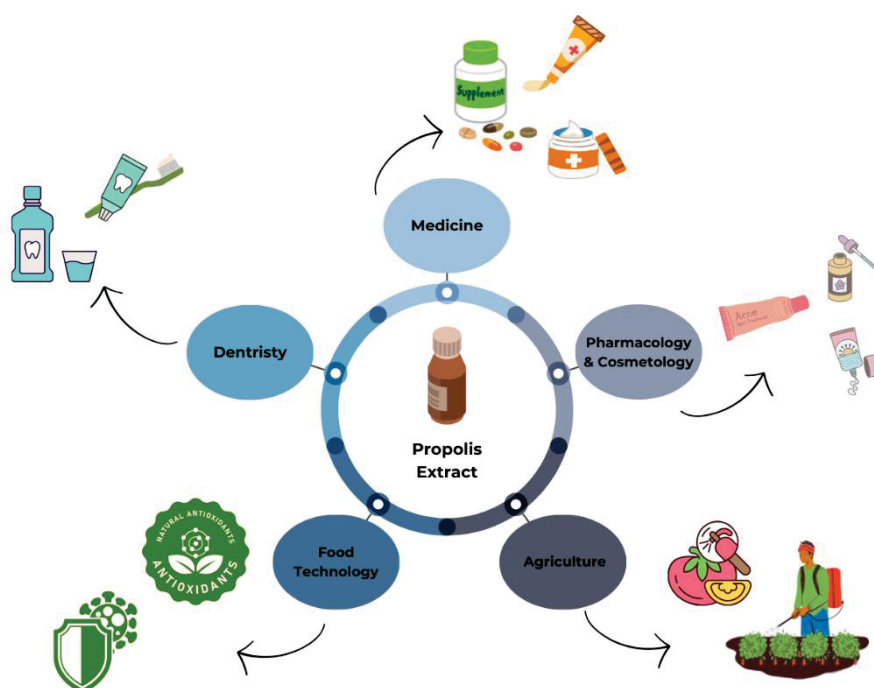 Supplement
Medicine
Dentristy
Acne
Pharmacology
& Cosmetology
Propolis
Extract
NATURAL ANTIOXIDANTS
ANTIOXIDANTS
Food
Technology
Agriculture